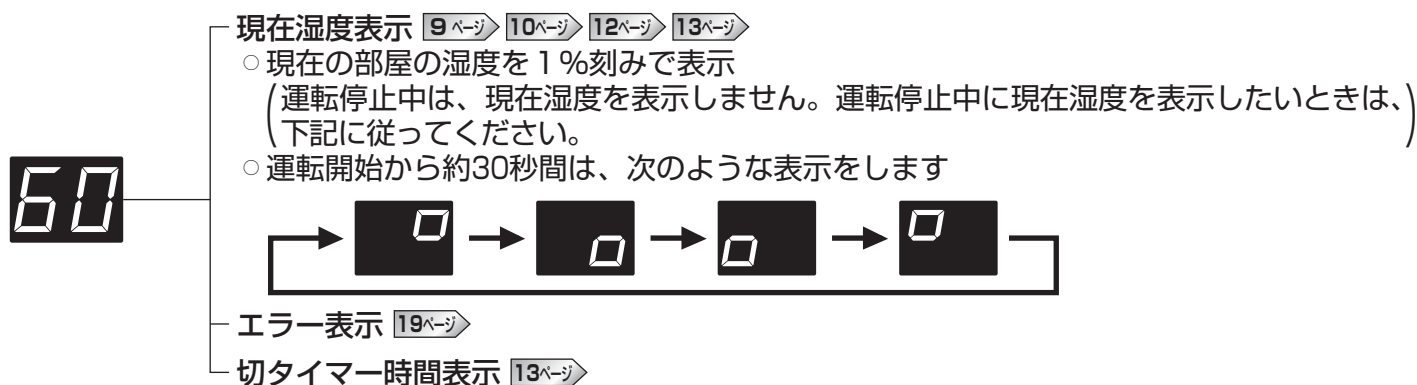 現在湿度表示 9ページ 10ページ 12ページ 13ページ
○現在の部屋の湿度を1%刻みで表示
(運転停止中は、現在湿度を表示しません。運転停止中に現在湿度を表示したいときは、
下記に従ってください。)
○運転開始から約30秒間は、次のような表示をします
60
エラー表示 19ページ
切タイマー時間表示 13ページ